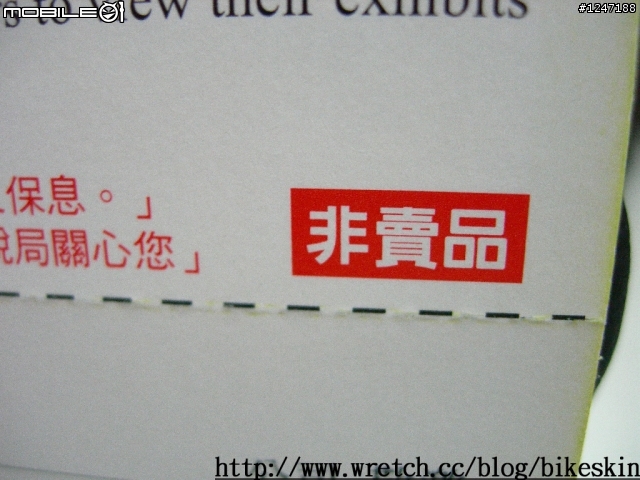 MOBILE01
#1247188
to view their exhibits
保息。」
稅局關心您」
非賣品
http://www.wretch.cc/blog/bikeskin